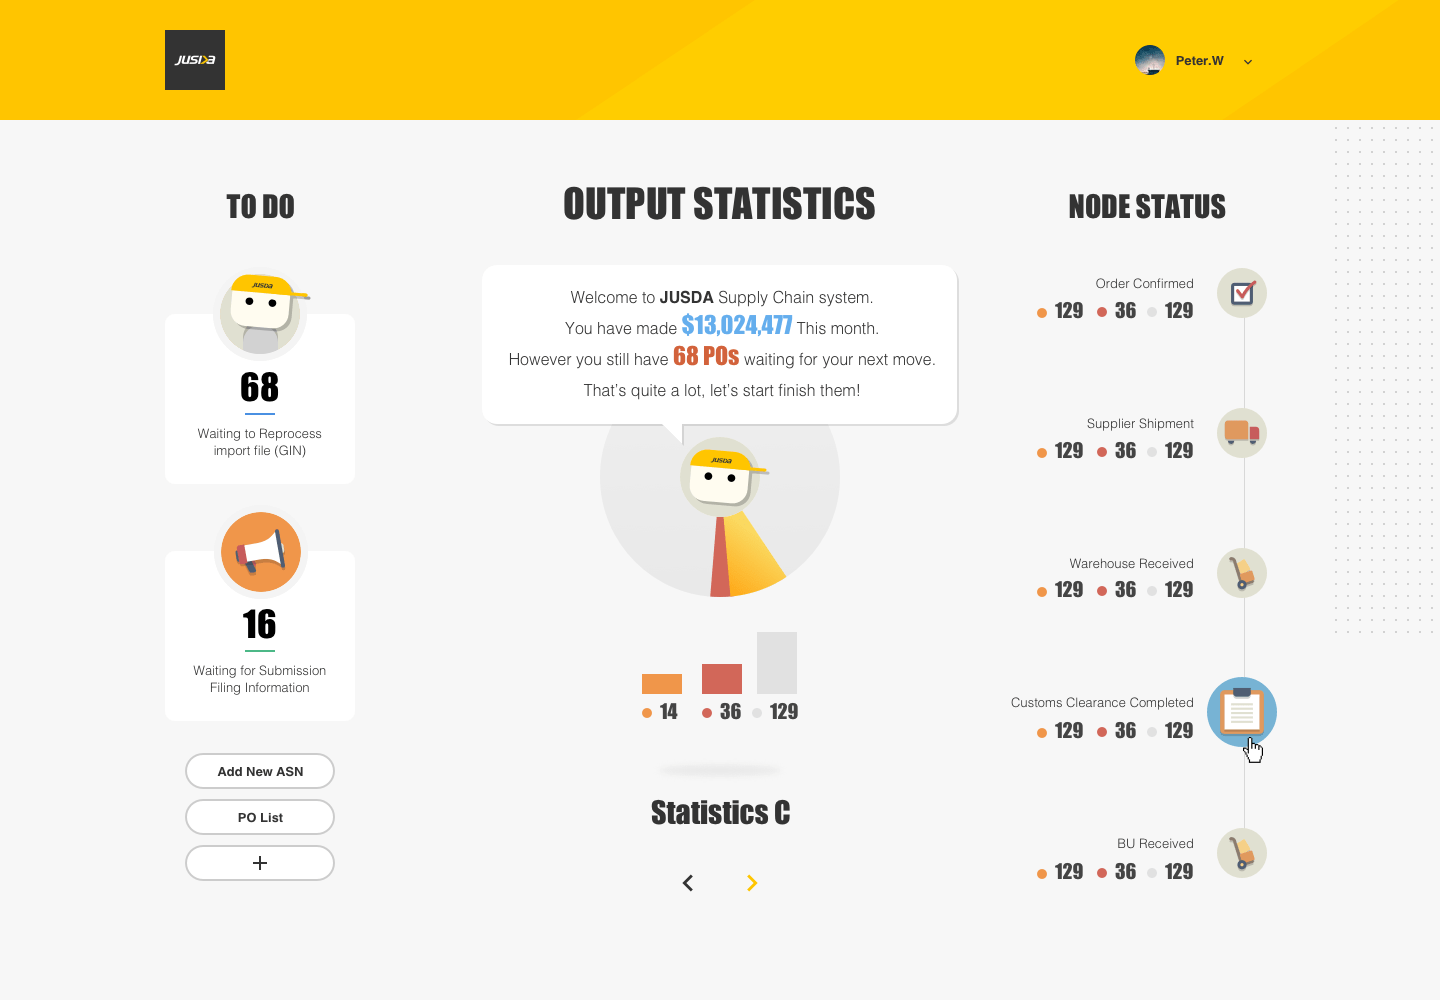 JUSDA
Peter.W
TO DO
JUSDA
68
Waiting to Reprocess
import file (GIN)
16
Waiting for Submission
Filing Information
Add New ASN
PO List
+
OUTPUT STATISTICS
Welcome to JUSDA Supply Chain system.
You have made $13,024,477 This month.
However you still have 68 POs waiting for your next move.
That's quite a lot, let's start finish them!
JUSDA
14 36 129
Statistics C
NODE STATUS
Order Confirmed
129 36 129
Supplier Shipment
129 36 129
Warehouse Received
129 36 129
Customs Clearance Completed
129 36 129
BU Received
129 36 129